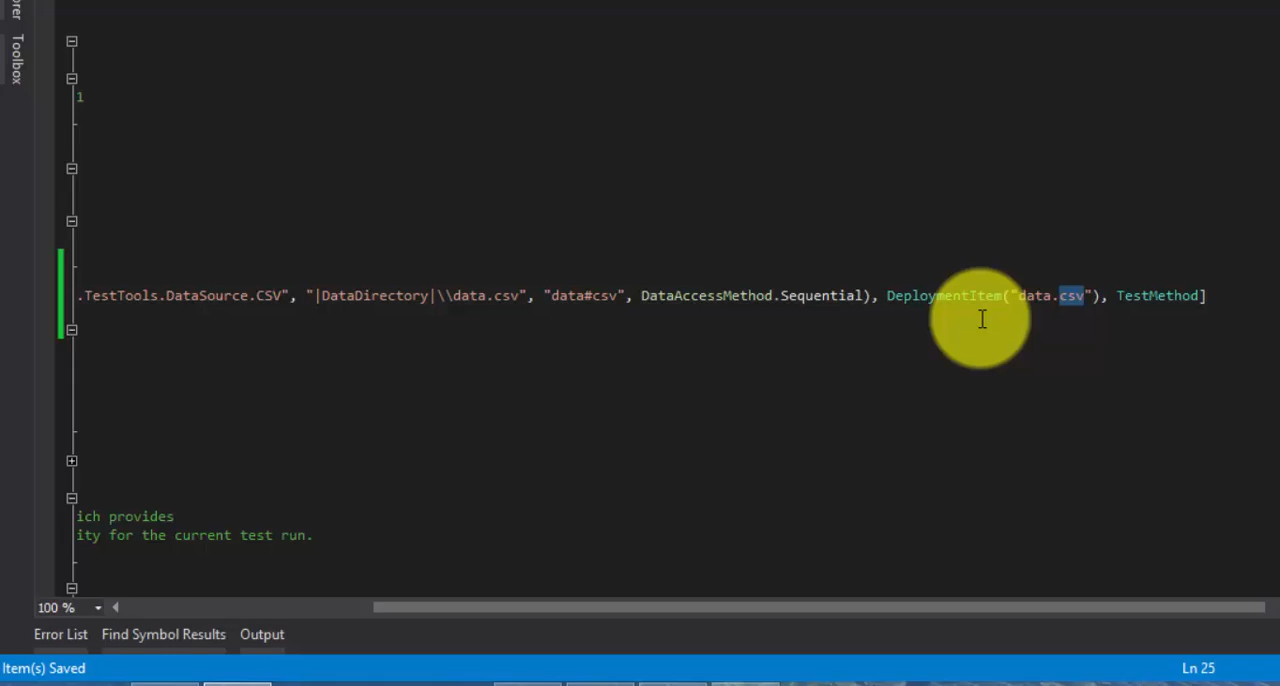 orer
Toolbox
1
.TestTools.DataSource.CSV", "|DataDirectory|\\data.csv", "data#csv", DataAccessMethod.Sequential), DeploymentItem("data.csv"), TestMethod]
ich provides
ity for the current test run.
100 %
Error List Find Symbol Results Output
Item(s) Saved Ln 25